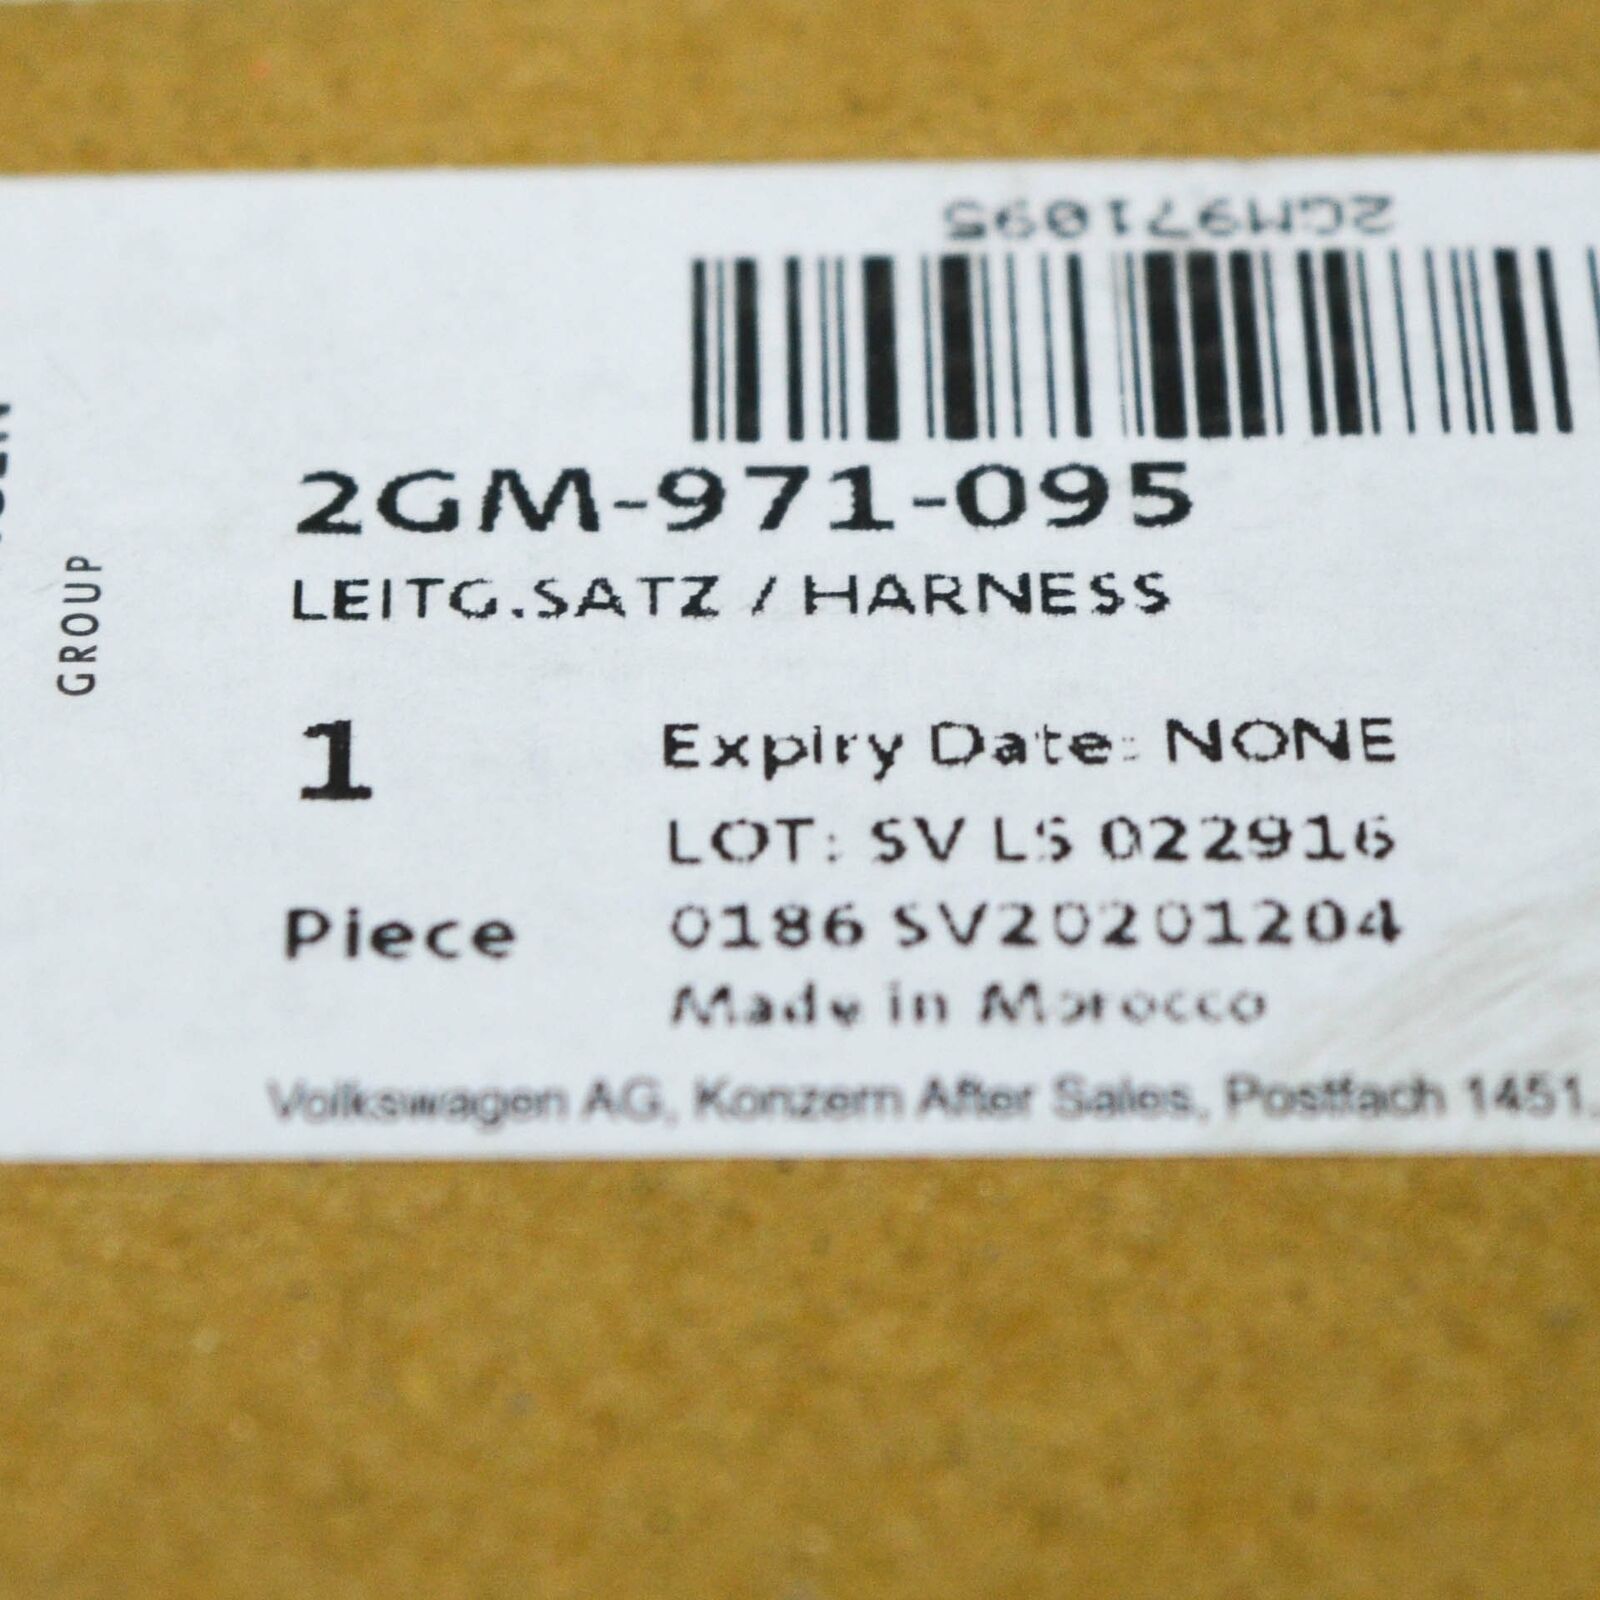 2GM971095
2GM-971-095
LEITG.SATZ / HARNESS
GROUP
1
Expiry Date: NONE
LOT: SV LS 022916
Piece
0186 SV20201204
Made in Morocco
Volkswagen AG, Konzern After Sales, Postfach 1451,